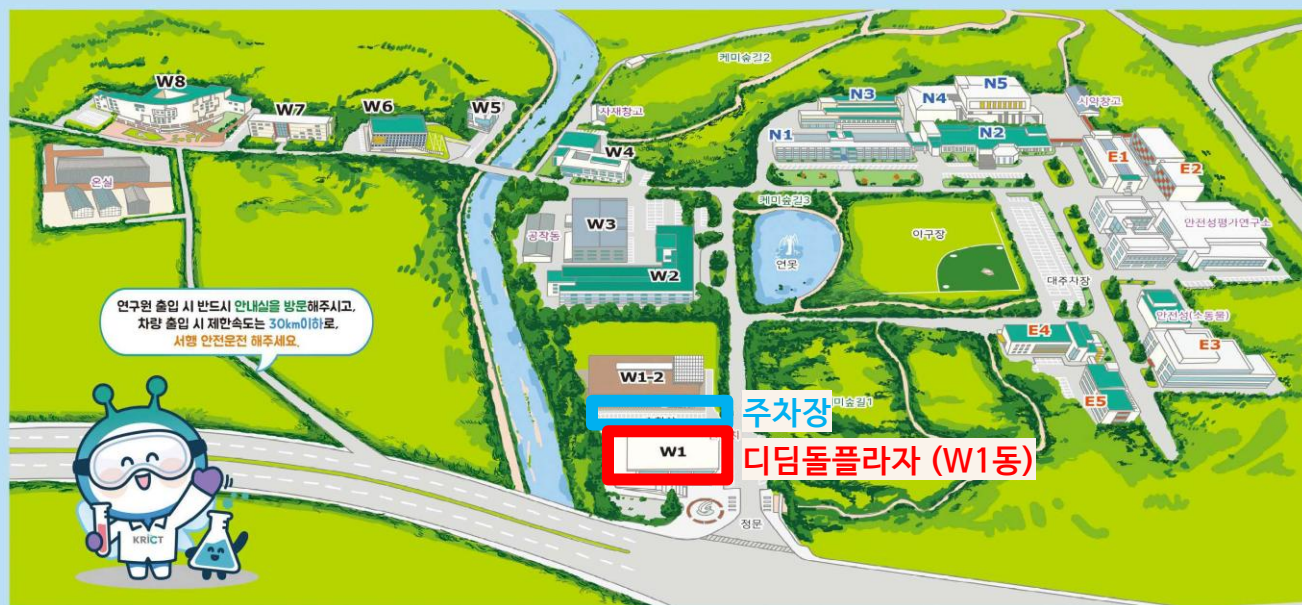 케미숲길2
W8
W7
W6
W5
자재창고
W4
N3
N4
N5
시약창고
N1
N2
E1
E2
온실
공작동
W3
W2
케미숲길3
연못
야구장
대주차장
안전성평가연구소
안전성(소동물)
E4
E3
E5
연구원 출입 시 반드시 안내실을 방문해주시고,
차량 출입 시 제한속도는 30km이하로,
서행 안전운전 해주세요.
W1-2
주차장
미숲길1
W1
디딤돌플라자 (W1동)
정문
KRICT